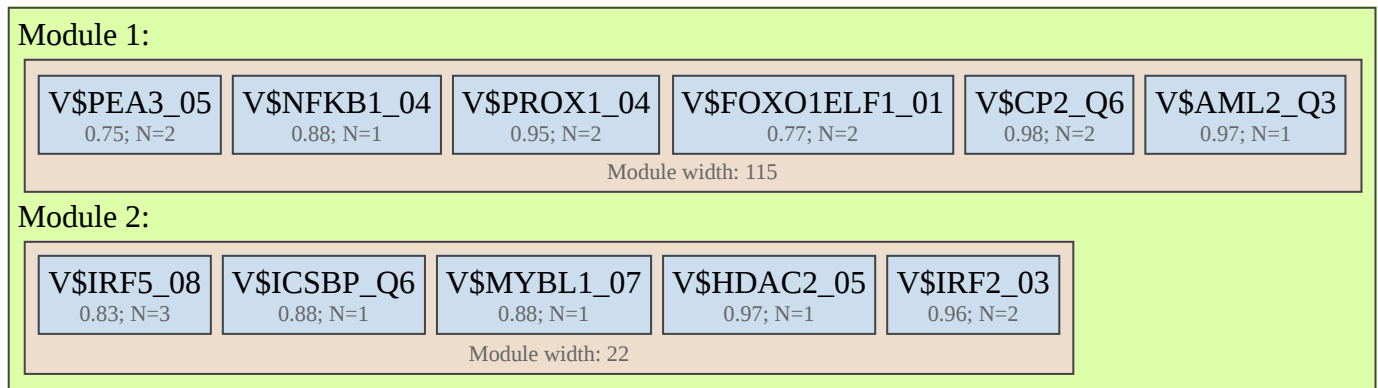 Module 1:
V$PEA3_05 V$NFKB1_04 V$PROX1_04 V$FOXO1ELF1_01 V$CP2_Q6 V$AML2_Q3
0.75; N=2 0.88; N=1 0.95; N=2 0.77; N=2 0.98; N=2 0.97; N=1
Module width: 115
Module 2:
V$IRF5_08 V$ICSBP_Q6 V$MYBL1_07 V$HDAC2_05 V$IRF2_03
0.83; N=3 0.88; N=1 0.88; N=1 0.97; N=1 0.96; N=2
Module width: 22